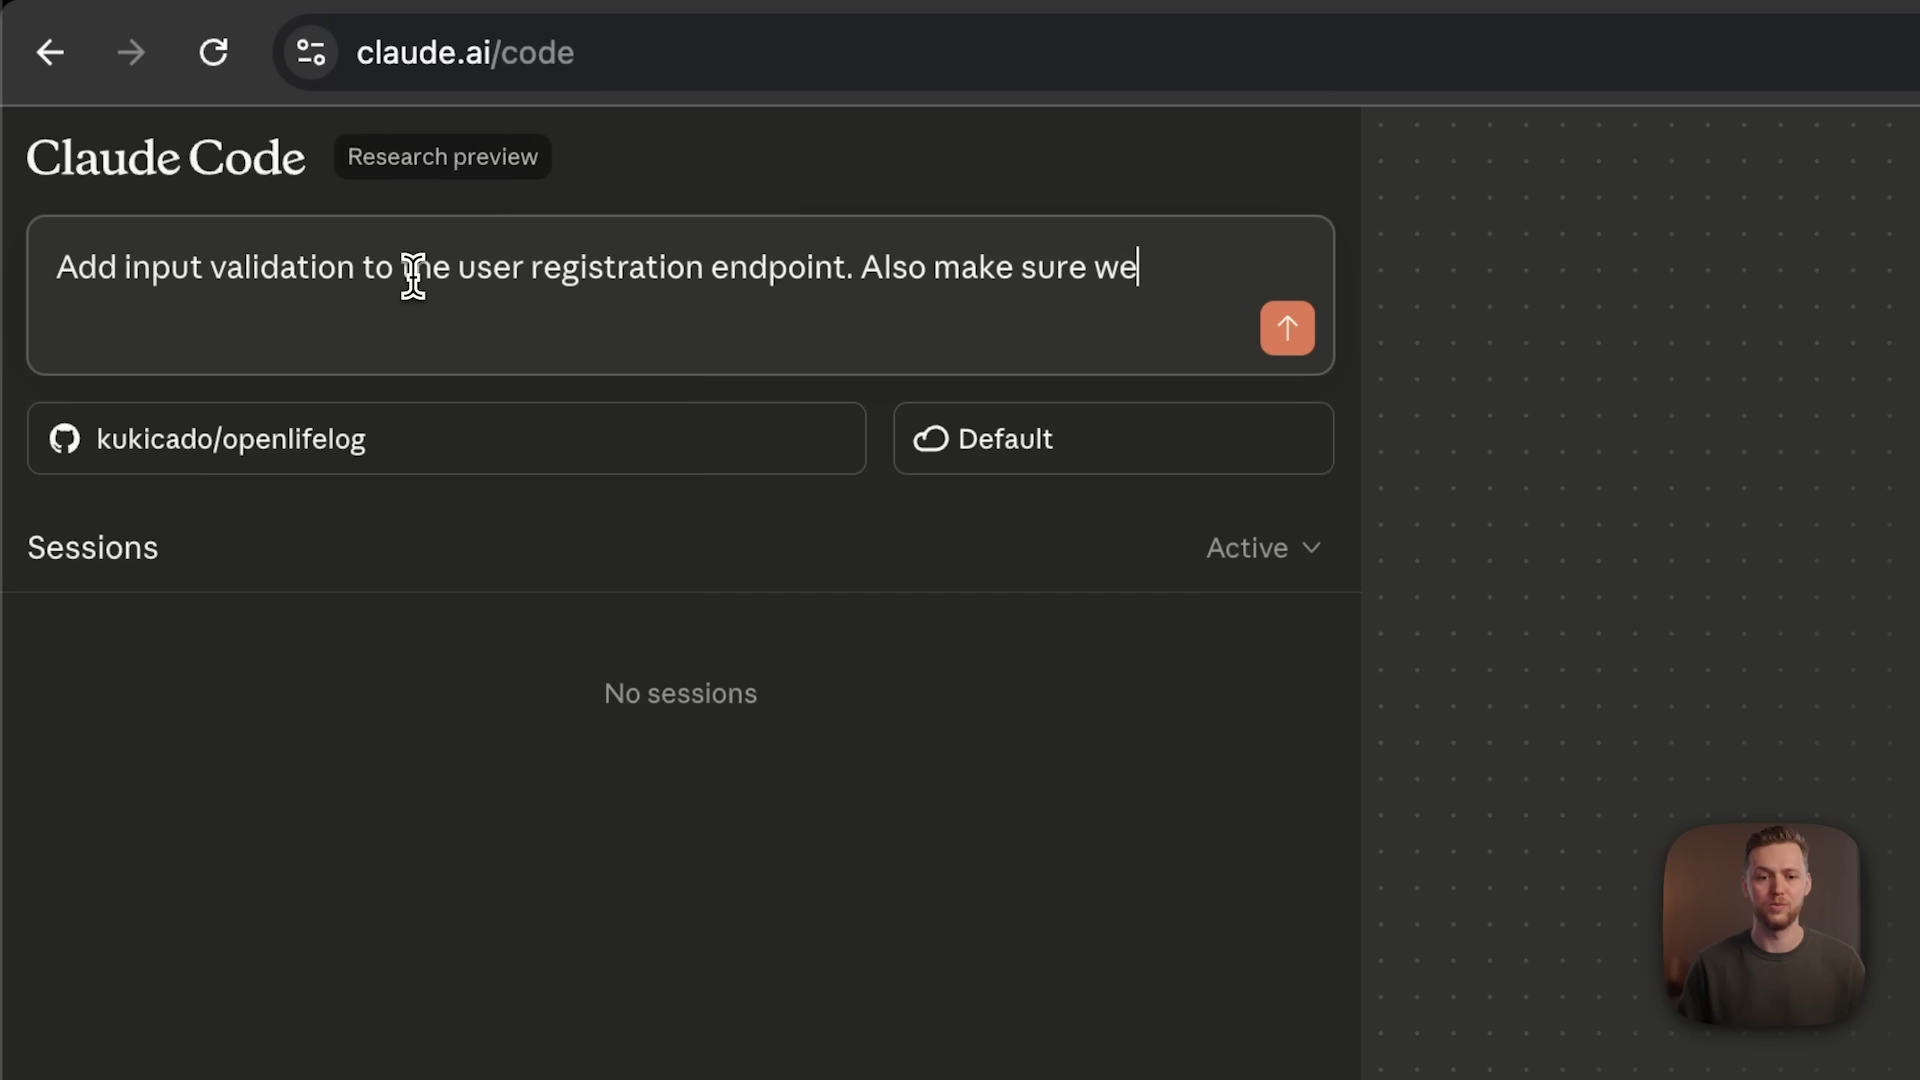 claude.ai/code
Claude Code
Research preview
Add input validation to the user registration endpoint. Also make sure we
kukicado/openlifelog
Default
Sessions
Active
No sessions